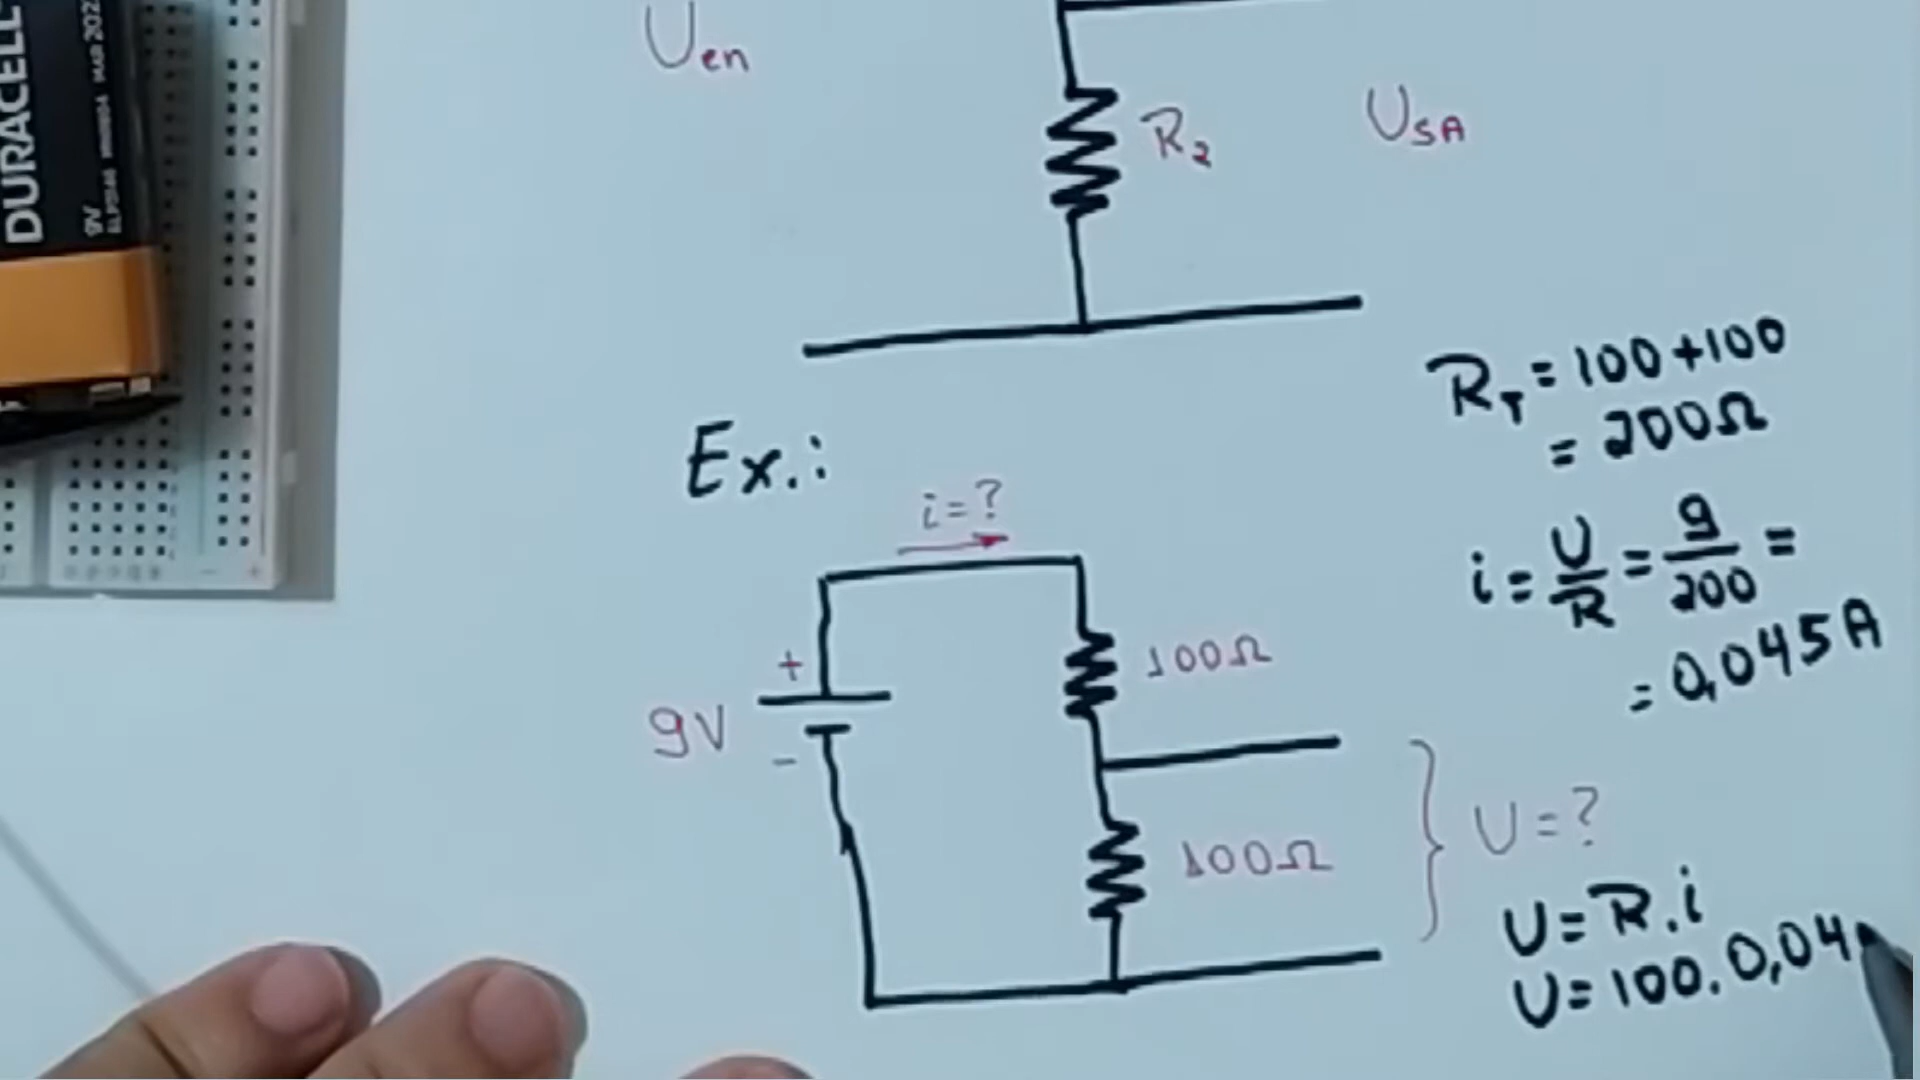 DURACELL
9V
Uen
R2
USA
RT = 100 + 100
= 200Ω
Ex.:
i = ?
i = U/R = 9/200 =
= 0,045A
+
100Ω
9V
-
100Ω
U = ?
U = R.i
U = 100.0,04